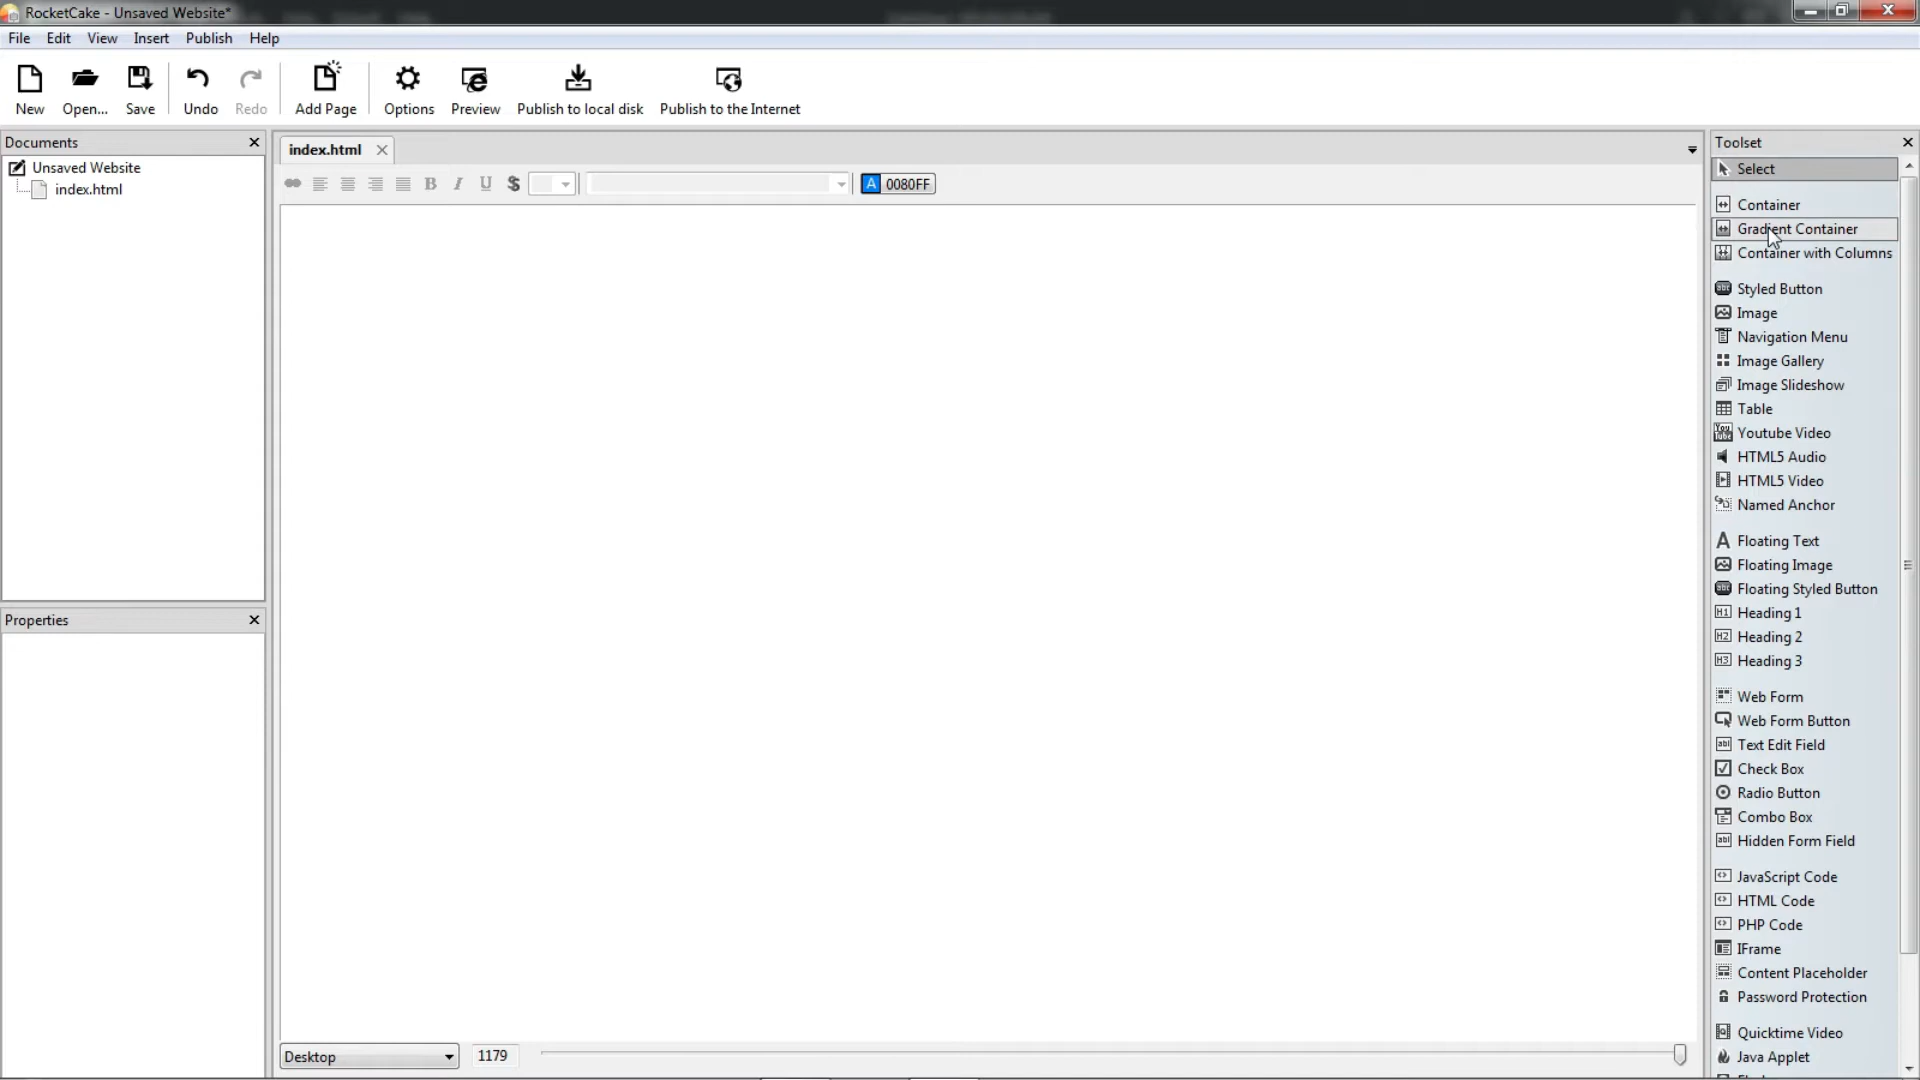 RocketCake - Unsaved Website*
File Edit View Insert Publish Help
New Open... Save Undo Redo Add Page Options Preview Publish to local disk Publish to the Internet
Documents
Unsaved Website
index.html
Properties
index.html
B I U $ A 0080FF
Desktop 1179
Toolset
Select
Container
Gradient Container
Container with Columns
Styled Button
Image
Navigation Menu
Image Gallery
Image Slideshow
Table
Youtube Video
HTML5 Audio
HTML5 Video
Named Anchor
Floating Text
Floating Image
Floating Styled Button
Heading 1
Heading 2
Heading 3
Web Form
Web Form Button
Text Edit Field
Check Box
Radio Button
Combo Box
Hidden Form Field
JavaScript Code
HTML Code
PHP Code
IFrame
Content Placeholder
Password Protection
Quicktime Video
Java Applet